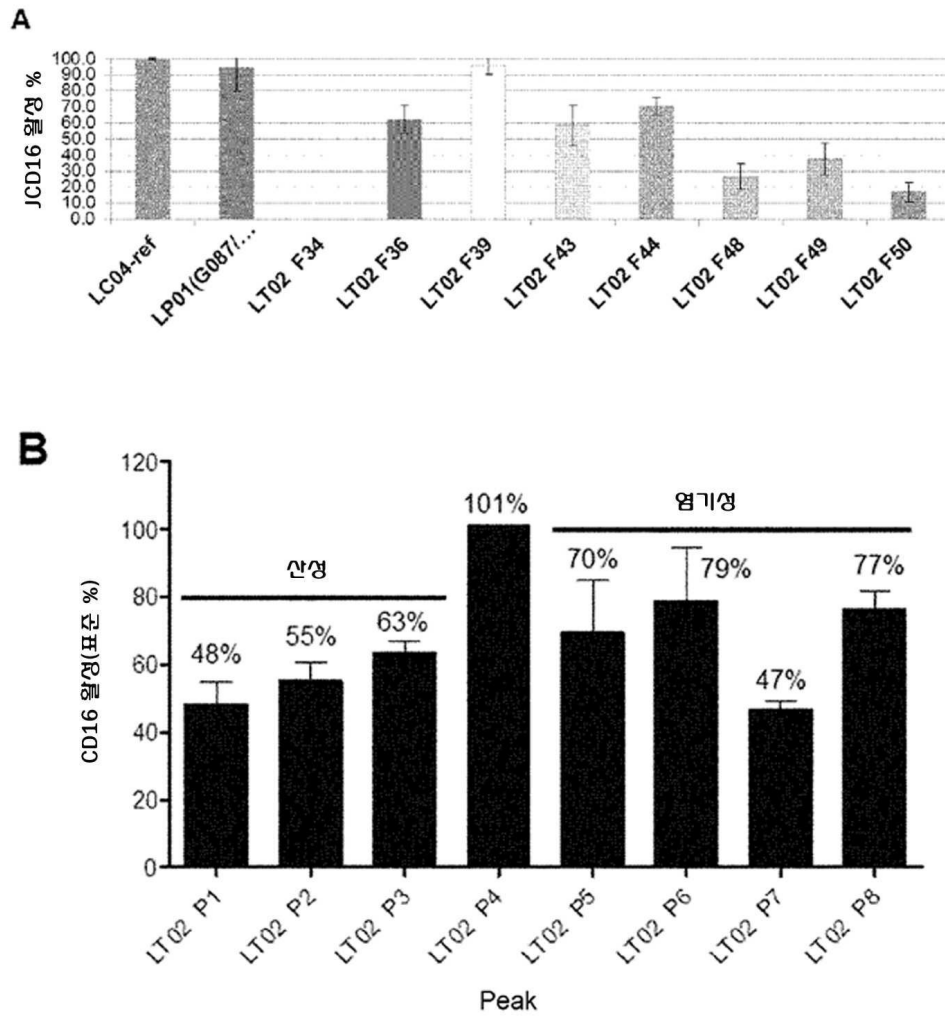 A
JCD16 활성 %
100.0
90.0
80.0
70.0
60.0
50.0
40.0
30.0
20.0
10.0
0.0
LC04-ref
LP01(G087/...
LT02 F34
LT02 F36
LT02 F39
LT02 F43
LT02 F44
LT02 F48
LT02 F49
LT02 F50
B
CD16 활성(표준 %)
120
100
80
60
40
20
0
산성
염기성
48%
55%
63%
101%
70%
79%
47%
77%
LT02 P1
LT02 P2
LT02 P3
LT02 P4
LT02 P5
LT02 P6
LT02 P7
LT02 P8
Peak